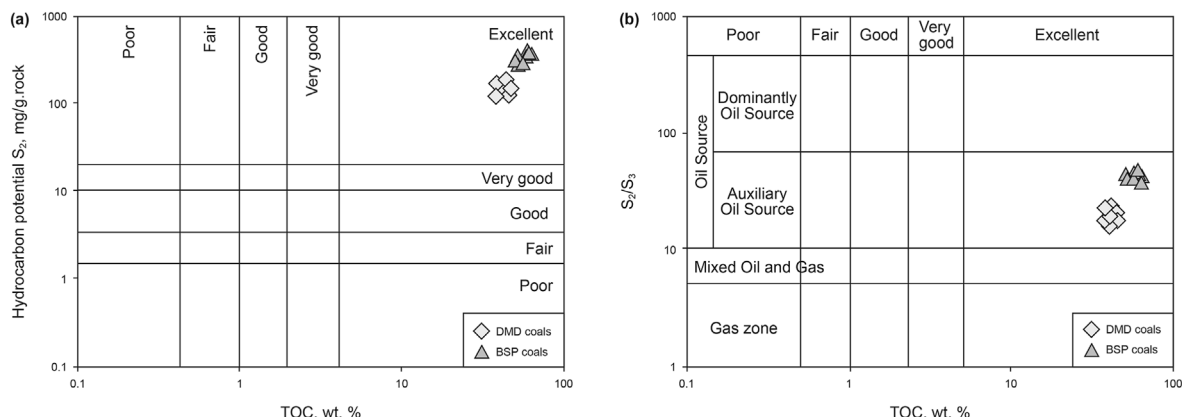 (a)
1000
100
10
1
0.1
Hydrocarbon potential S₂, mg/g.rock
Poor
Fair
Good
Very good
Excellent
Very good
Good
Fair
Poor
DMD coals
BSP coals
0.1
1
10
100
TOC, wt. %
(b)
1000
100
10
1
S₂/S₃
Poor
Fair
Good
Very
good
Excellent
Oil Source
Dominantly
Oil Source
Auxiliary
Oil Source
Mixed Oil and Gas
Gas zone
DMD coals
BSP coals
0.1
1
10
100
TOC, wt. %